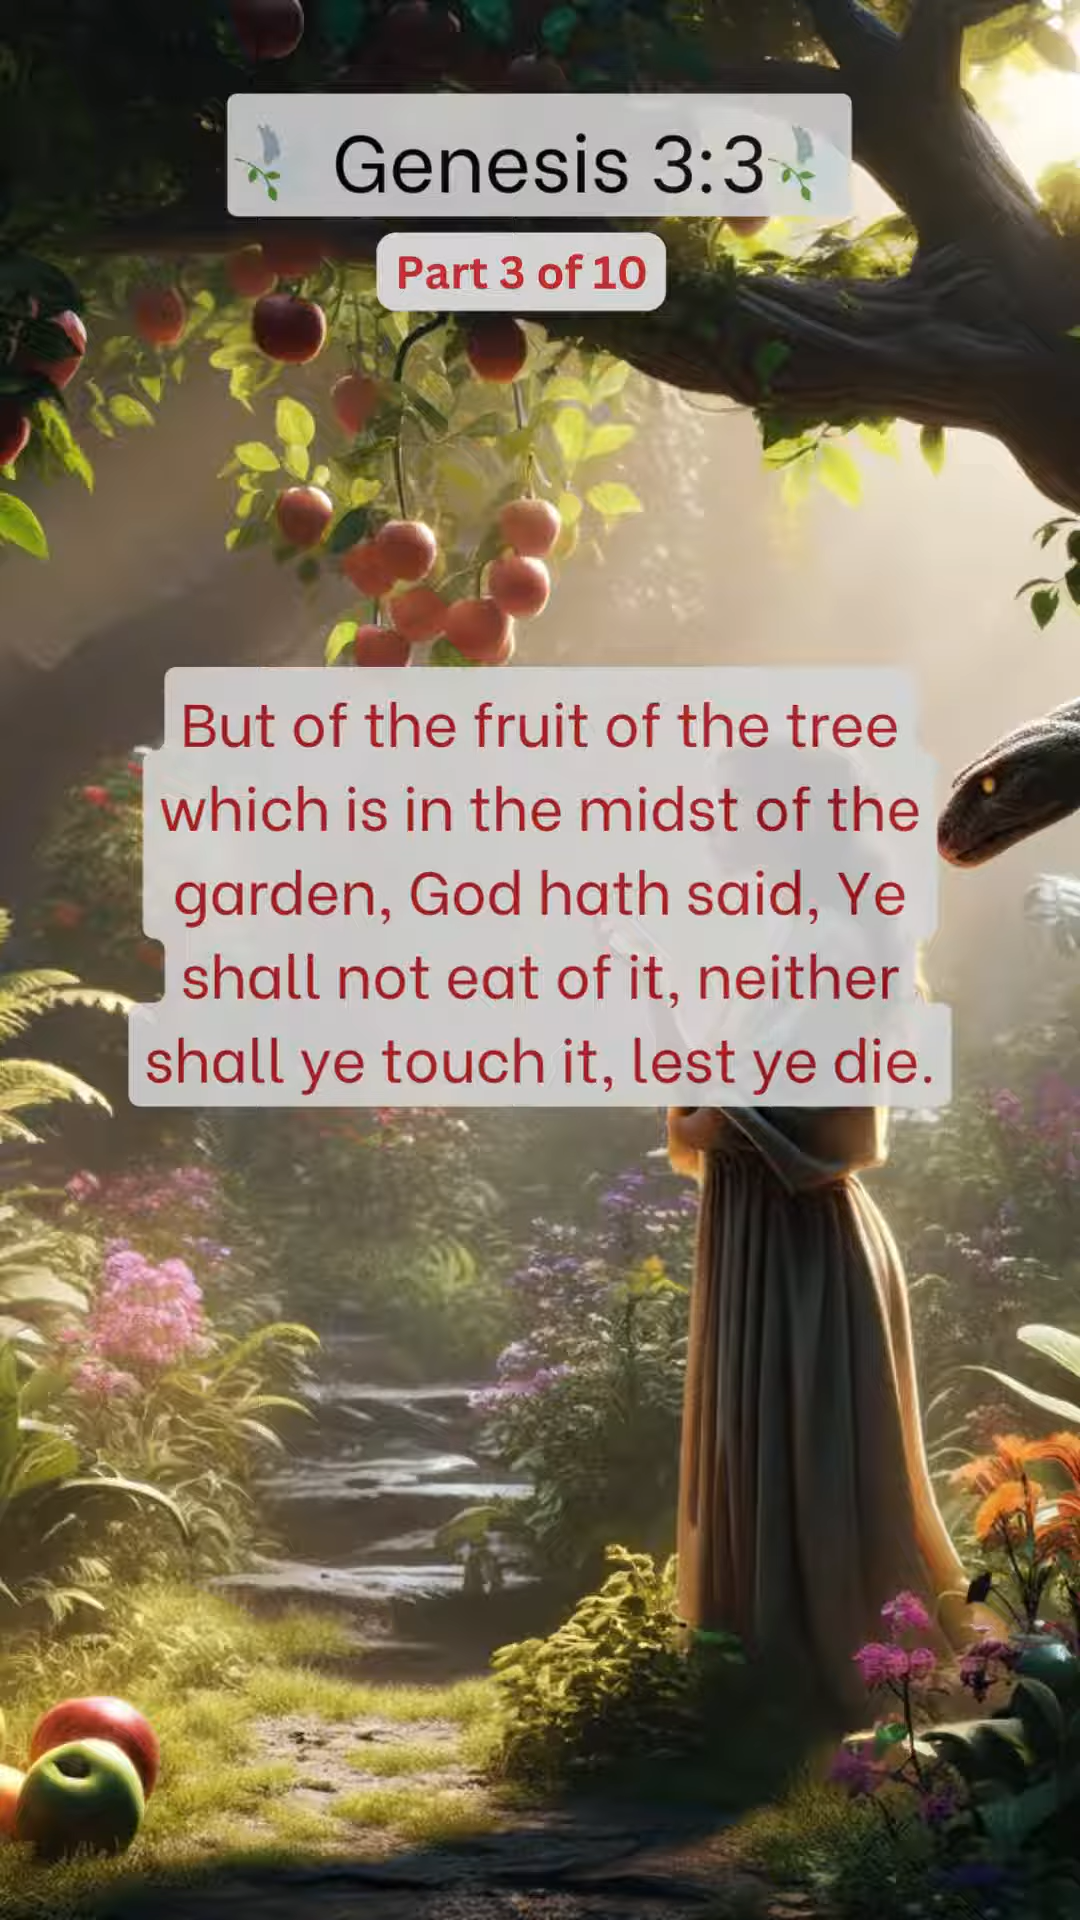 Genesis 3:3
Part 3 of 10
But of the fruit of the tree
which is in the midst of the
garden, God hath said, Ye
shall not eat of it, neither
shall ye touch it, lest ye die.